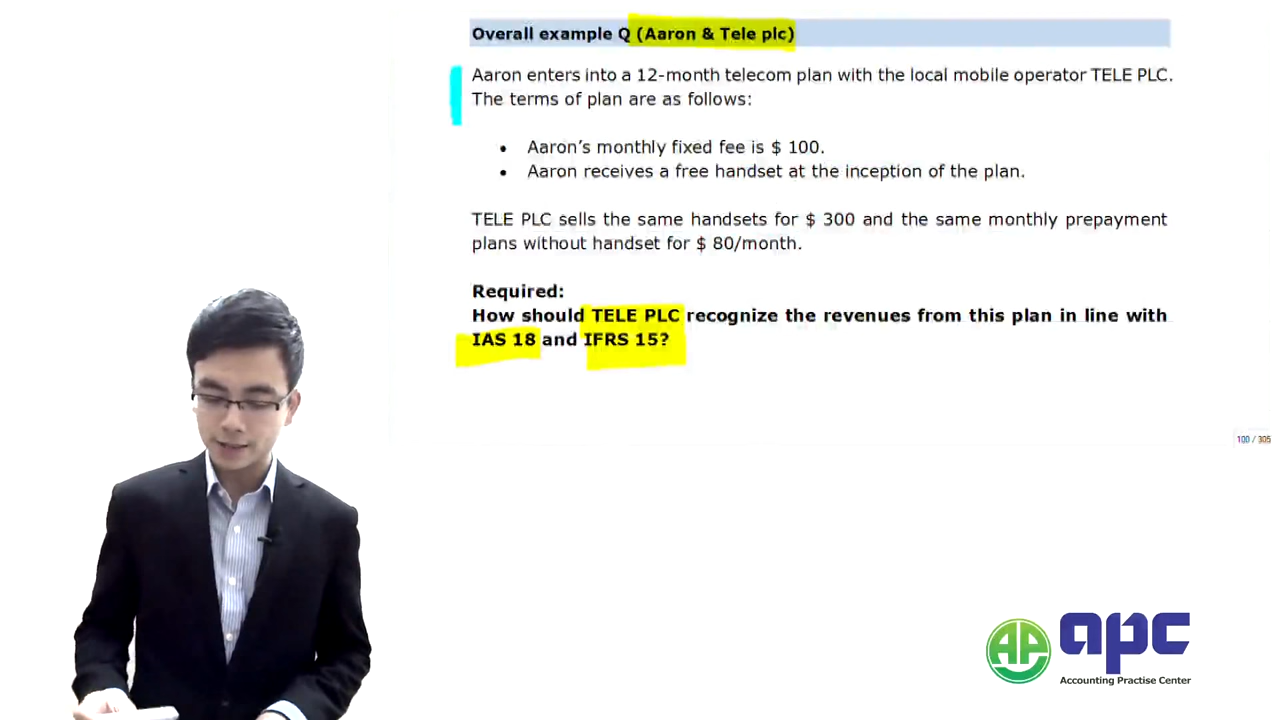 Overall example Q (Aaron & Tele plc)
Aaron enters into a 12-month telecom plan with the local mobile operator TELE PLC.
The terms of plan are as follows:
• Aaron's monthly fixed fee is $ 100.
• Aaron receives a free handset at the inception of the plan.
TELE PLC sells the same handsets for $ 300 and the same monthly prepayment
plans without handset for $ 80/month.
Required:
How should TELE PLC recognize the revenues from this plan in line with
IAS 18 and IFRS 15?
100 / 305
AP
apc
Accounting Practise Center